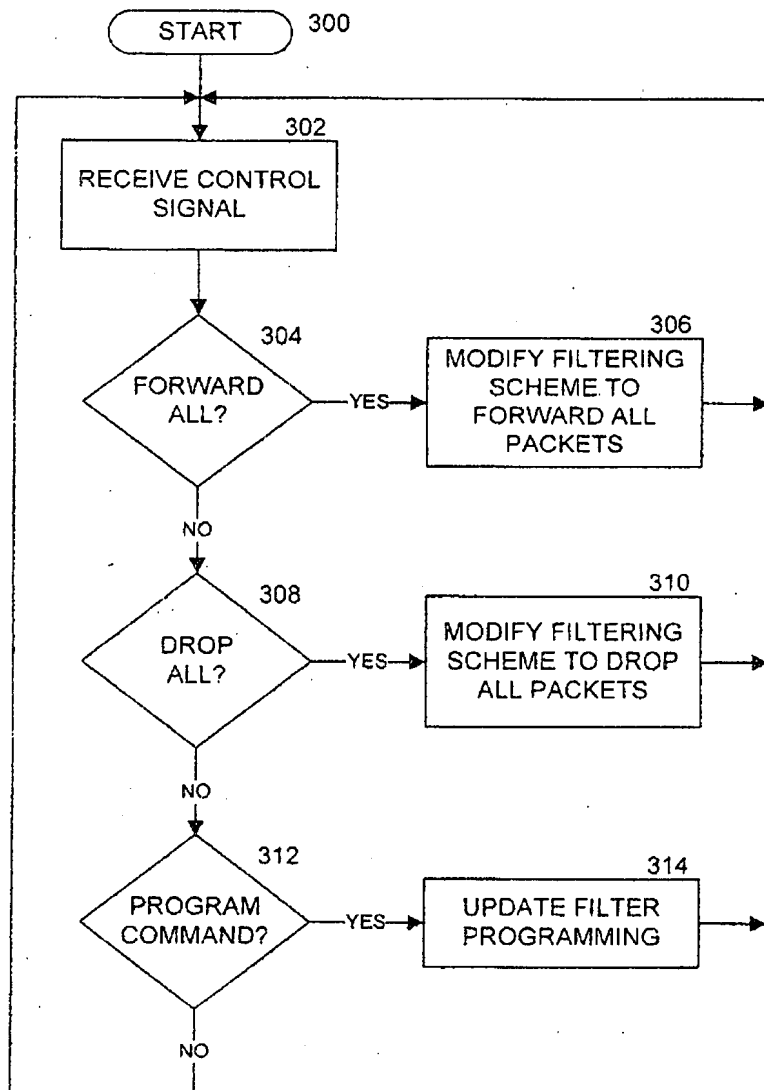 START
300
302
RECEIVE CONTROL
SIGNAL
304
FORWARD
ALL?
YES
306
MODIFY FILTERING
SCHEME TO
FORWARD ALL
PACKETS
NO
308
DROP
ALL?
YES
310
MODIFY FILTERING
SCHEME TO DROP
ALL PACKETS
NO
312
PROGRAM
COMMAND?
YES
314
UPDATE FILTER
PROGRAMMING
NO